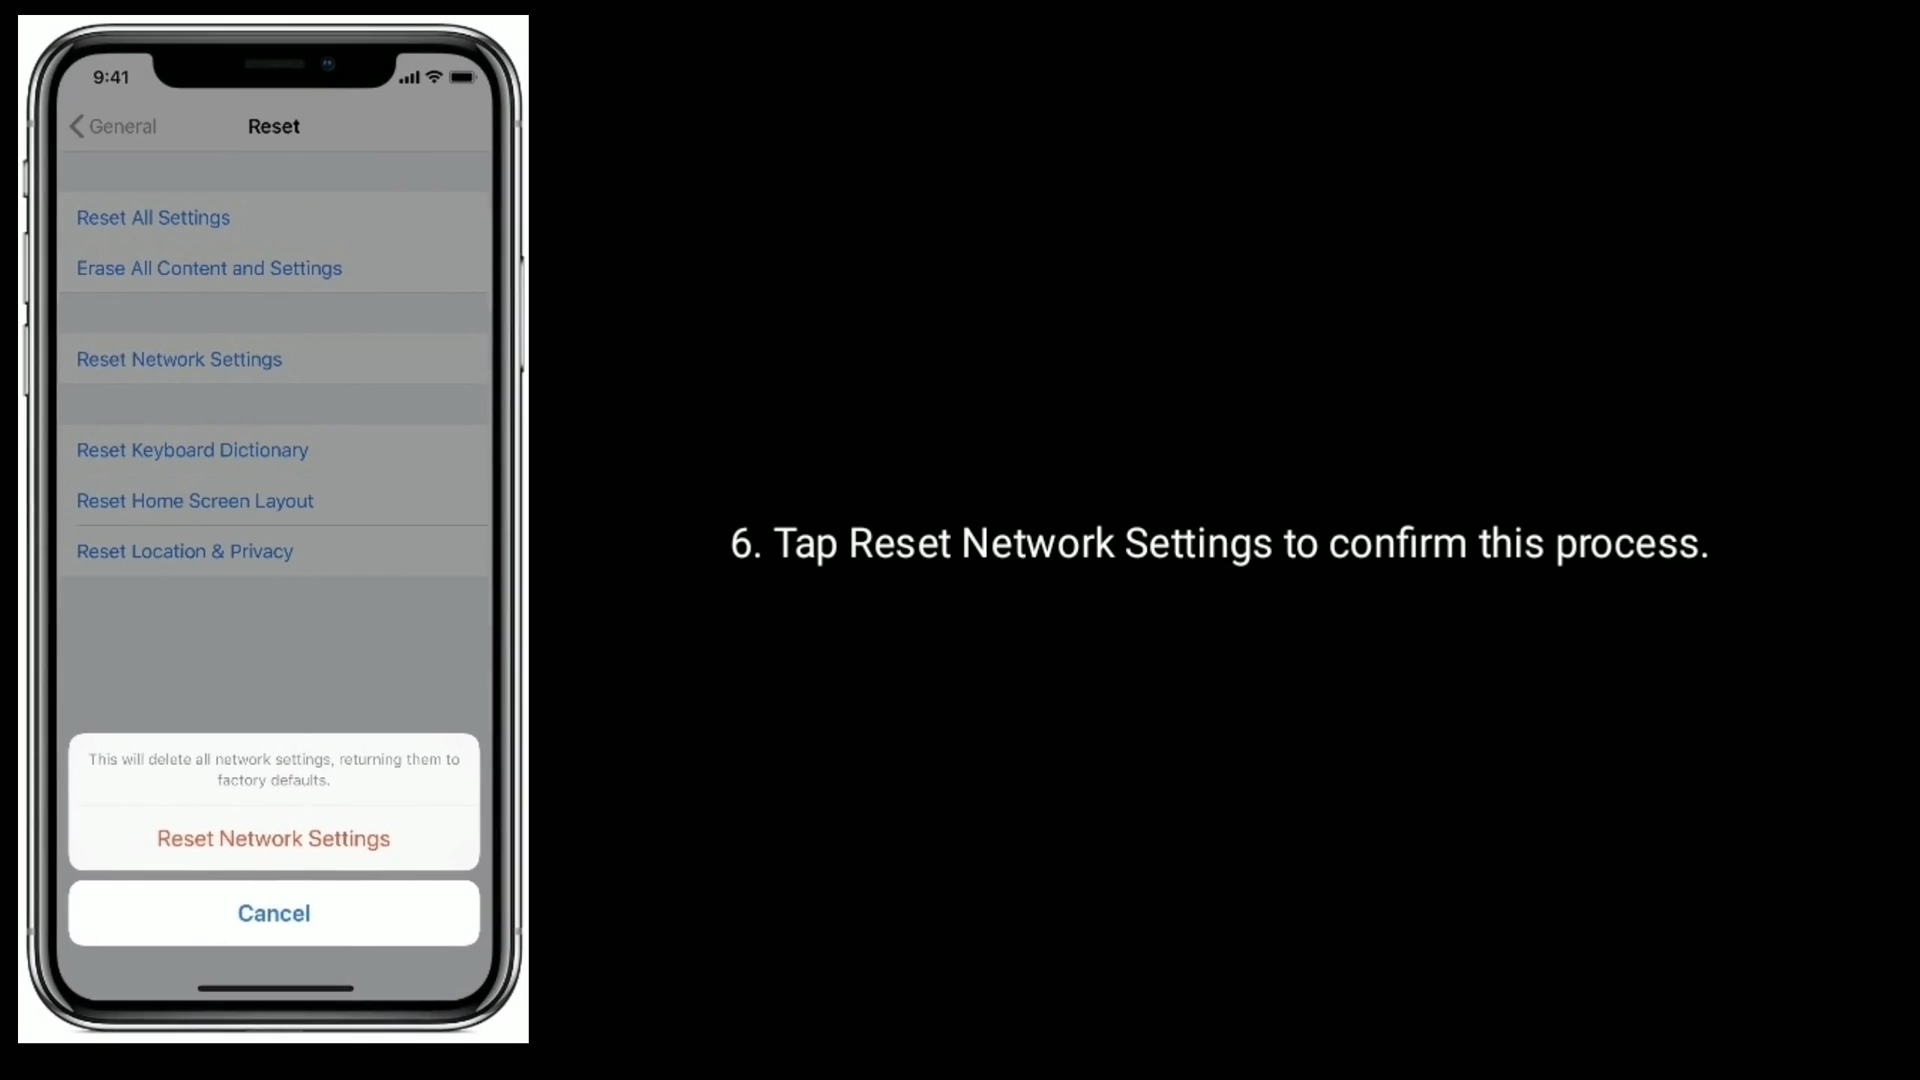 9:41
General
Reset
Reset All Settings
Erase All Content and Settings
Reset Network Settings
Reset Keyboard Dictionary
Reset Home Screen Layout
Reset Location & Privacy
This will delete all network settings, returning them to
factory defaults.
Reset Network Settings
Cancel
6. Tap Reset Network Settings to confirm this process.